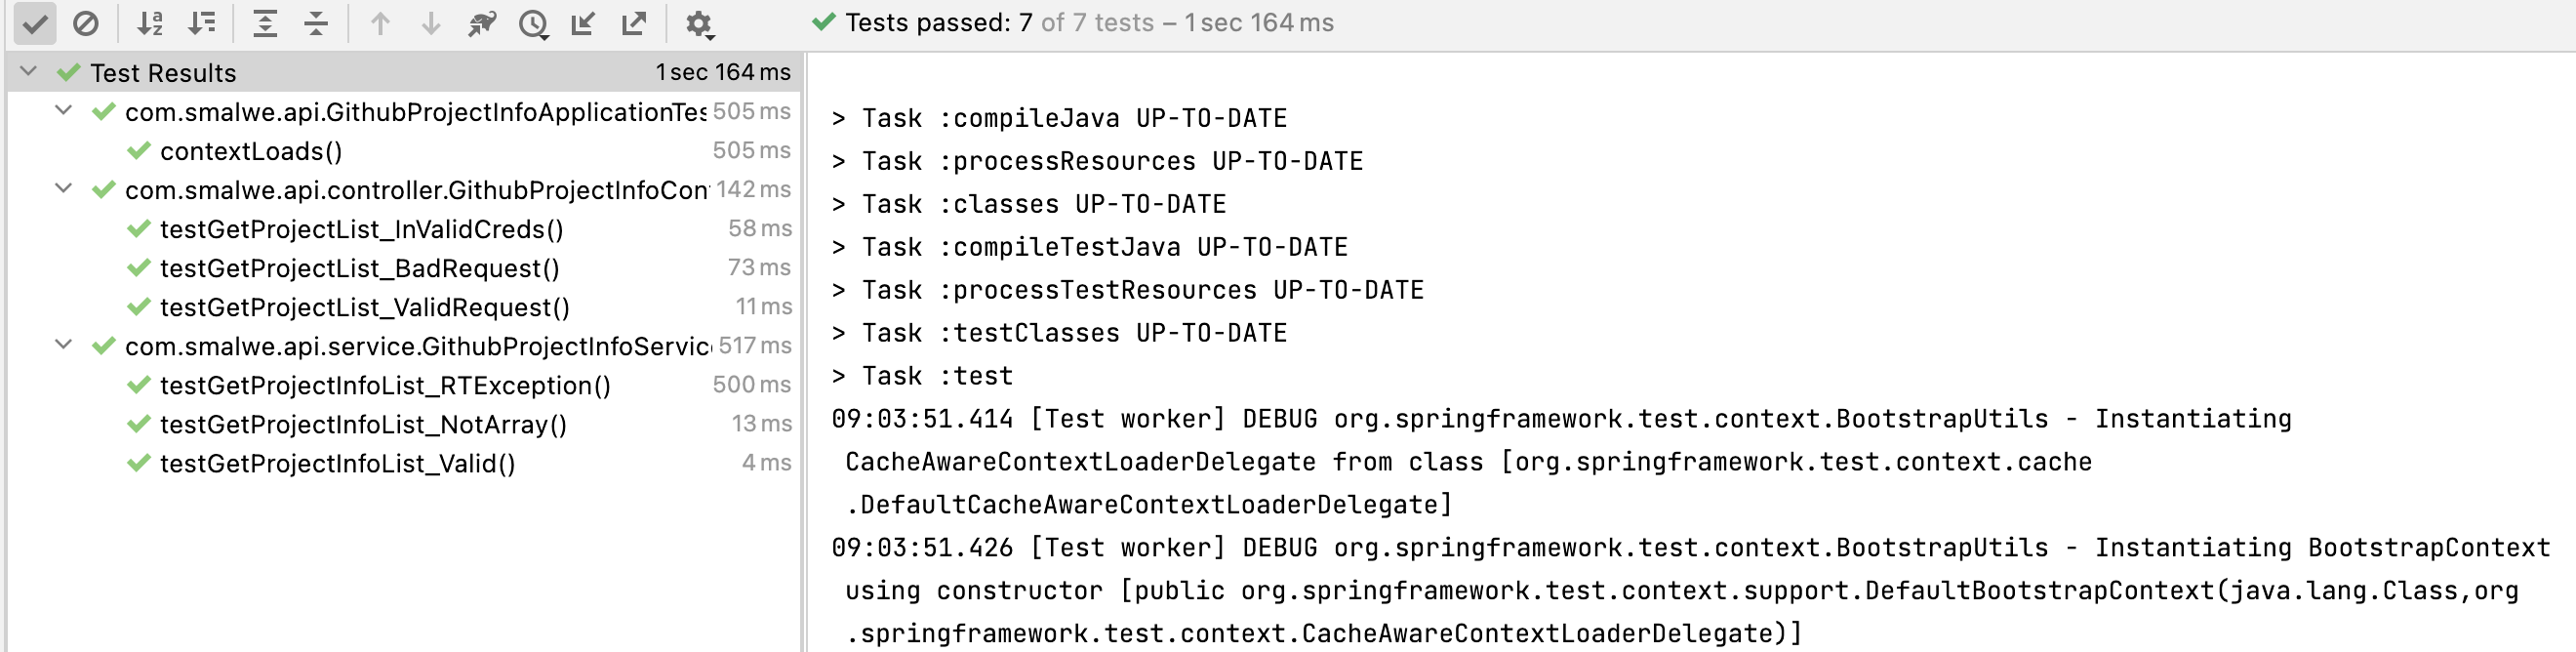 Tests passed: 7 of 7 tests – 1 sec 164 ms
Test Results 1 sec 164 ms
com.smalwe.api.GithubProjectInfoApplicationTes 505 ms
contextLoads() 505 ms
com.smalwe.api.controller.GithubProjectInfoCon 142 ms
testGetProjectList_InValidCreds() 58 ms
testGetProjectList_BadRequest() 73 ms
testGetProjectList_ValidRequest() 11 ms
com.smalwe.api.service.GithubProjectInfoServic 517 ms
testGetProjectInfoList_RTException() 500 ms
testGetProjectInfoList_NotArray() 13 ms
testGetProjectInfoList_Valid() 4 ms
> Task :compileJava UP-TO-DATE
> Task :processResources UP-TO-DATE
> Task :classes UP-TO-DATE
> Task :compileTestJava UP-TO-DATE
> Task :processTestResources UP-TO-DATE
> Task :testClasses UP-TO-DATE
> Task :test
09:03:51.414 [Test worker] DEBUG org.springframework.test.context.BootstrapUtils - Instantiating
CacheAwareContextLoaderDelegate from class [org.springframework.test.context.cache
.DefaultCacheAwareContextLoaderDelegate]
09:03:51.426 [Test worker] DEBUG org.springframework.test.context.BootstrapUtils - Instantiating BootstrapContext
using constructor [public org.springframework.test.context.support.DefaultBootstrapContext(java.lang.Class,org
.springframework.test.context.CacheAwareContextLoaderDelegate)]